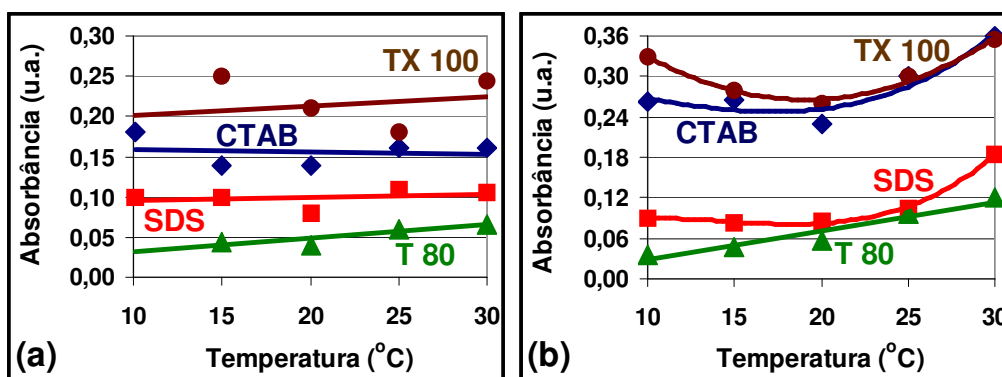 Absorbância (u.a.)
0,30
0,25
0,20
0,15
0,10
0,05
0,00
TX 100
CTAB
SDS
T 80
10 15 20 25 30
(a) Temperatura (°C)
Absorbância (u.a.)
0,36
0,30
0,24
0,18
0,12
0,06
0,00
TX 100
CTAB
SDS
T 80
10 15 20 25 30
(b) Temperatura (°C)